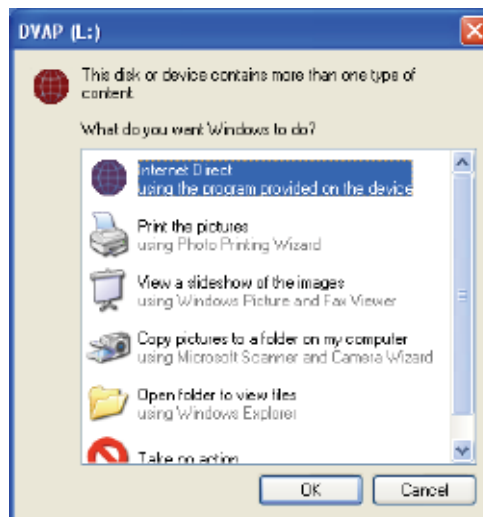 DVAP (L:)
This disk or device contains more than one type of
content.
What do you want Windows to do?
Internet Direct
using the program provided on the device
Print the pictures
using Photo Printing Wizard
View a slideshow of the images
using Windows Picture and Fax Viewer
Copy pictures to a folder on my computer
using Microsoft Scanner and Camera Wizard
Open folder to view files
using Windows Explorer
Take no action
OK
Cancel